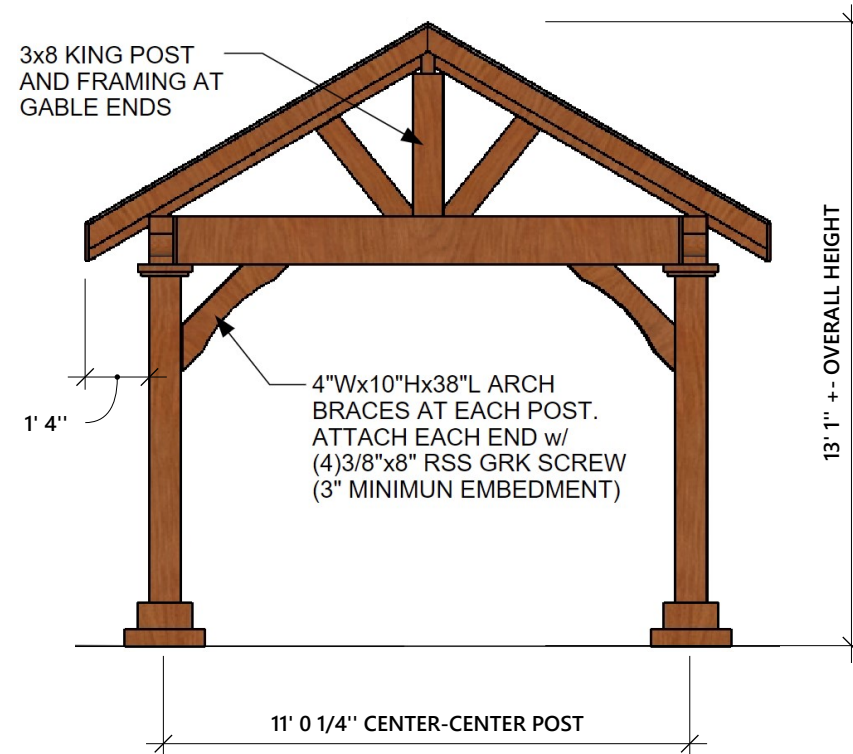 3x8 KING POST
AND FRAMING AT
GABLE ENDS
13' 1'' +- OVERALL HEIGHT
1' 4''
4"Wx10"Hx38"L ARCH
BRACES AT EACH POST.
ATTACH EACH END w/
(4)3/8"x8" RSS GRK SCREW
(3" MINIMUN EMBEDMENT)
11' 0 1/4'' CENTER-CENTER POST